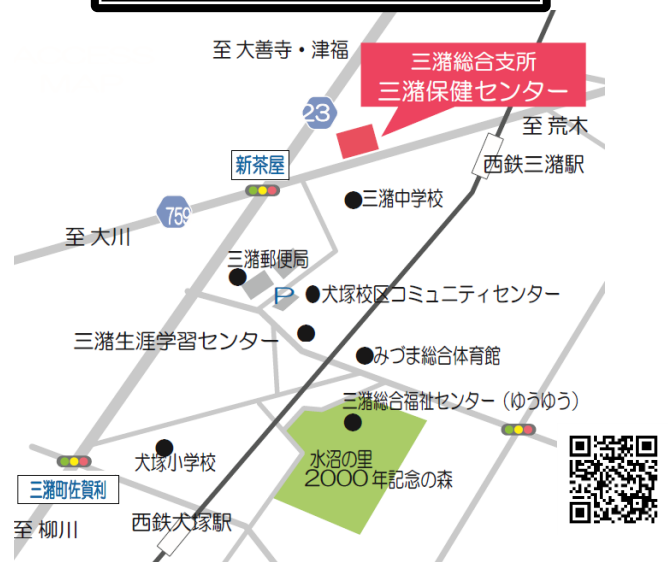 至 大善寺・津福
三潴総合支所
三潴保健センター
23
至 荒木
新茶屋
西鉄三潴駅
三潴中学校
759
至 大川
三潴郵便局
P
犬塚校区コミュニティセンター
三潴生涯学習センター
みづま総合体育館
三潴総合福祉センター（ゆうゆう）
犬塚小学校
水沼の里
2000年記念の森
三潴町佐賀利
至 柳川
西鉄犬塚駅